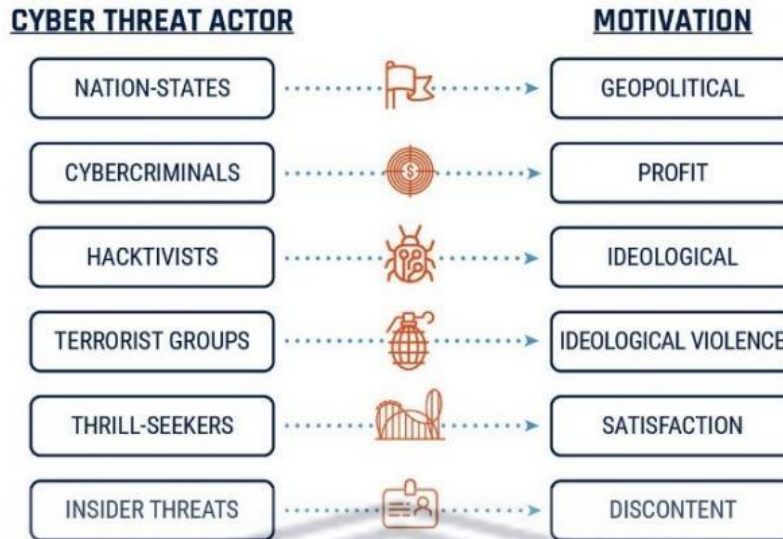 CYBER THREAT ACTOR MOTIVATION
NATION-STATES GEOPOLITICAL
CYBERCRIMINALS $ PROFIT
HACKTIVISTS IDEOLOGICAL
TERRORIST GROUPS IDEOLOGICAL VIOLENCE
THRILL-SEEKERS SATISFACTION
INSIDER THREATS DISCONTENT